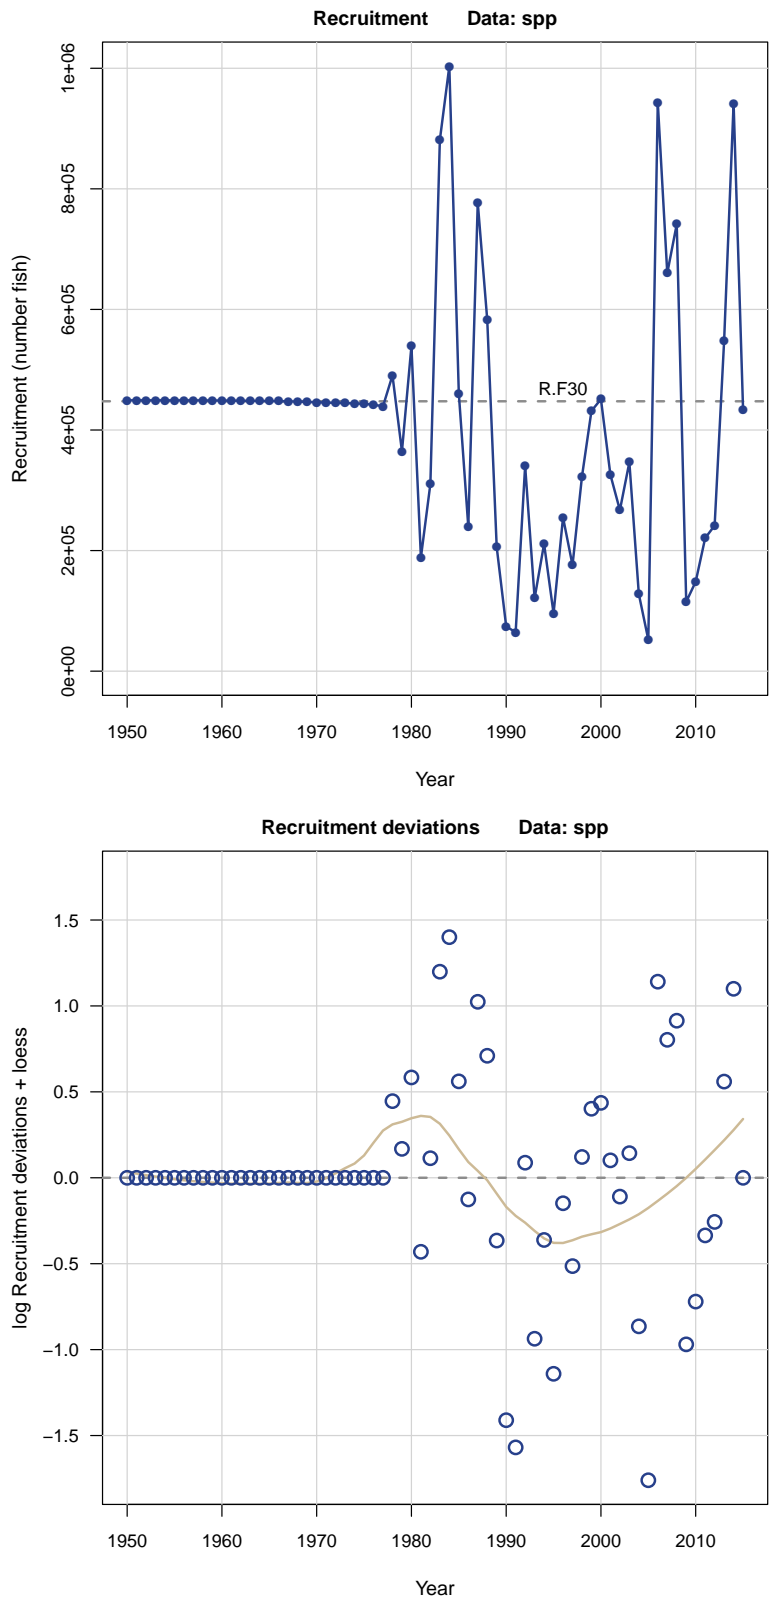 Recruitment Data: spp
Recruitment (number fish)
1e+06
8e+05
6e+05
4e+05
2e+05
0e+00
R.F30
1950 1960 1970 1980 1990 2000 2010
Year
Recruitment deviations Data: spp
log Recruitment deviations + loess
1.5
1.0
0.5
0.0
−0.5
−1.0
−1.5
1950 1960 1970 1980 1990 2000 2010
Year